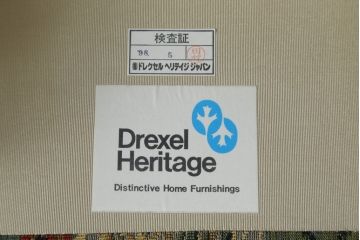 検査証
'98. 5
㈱ドレクセル ヘリテイジ ジャパン
Drexel
Heritage
Distinctive Home Furnishings